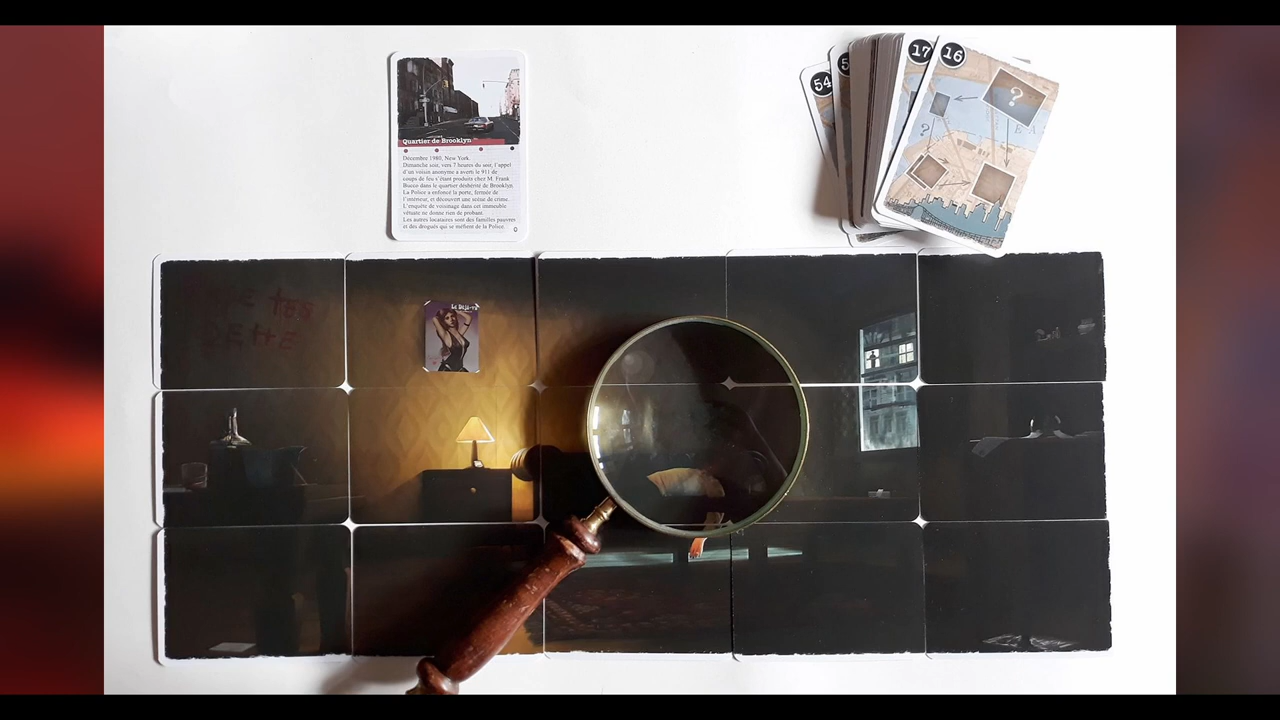 Quartier de Brooklyn
Décembre 1980, New York.
Dimanche soir, vers 7 heures du soir, l'appel
d'un voisin anonyme a averti le 911 de
coups de feu s'étant produits chez M. Frank
Bucco dans le quartier déshérité de Brooklyn.
La Police a enfoncé la porte, fermée de
l'intérieur, et découvert une scène de crime.
L'enquête de voisinage dans cet immeuble
vétuste ne donne rien de probant.
Les autres locataires sont des familles pauvres
et des drogués qui se méfient de la Police.
54
5
17
16
?
?
Le Déjà-vu